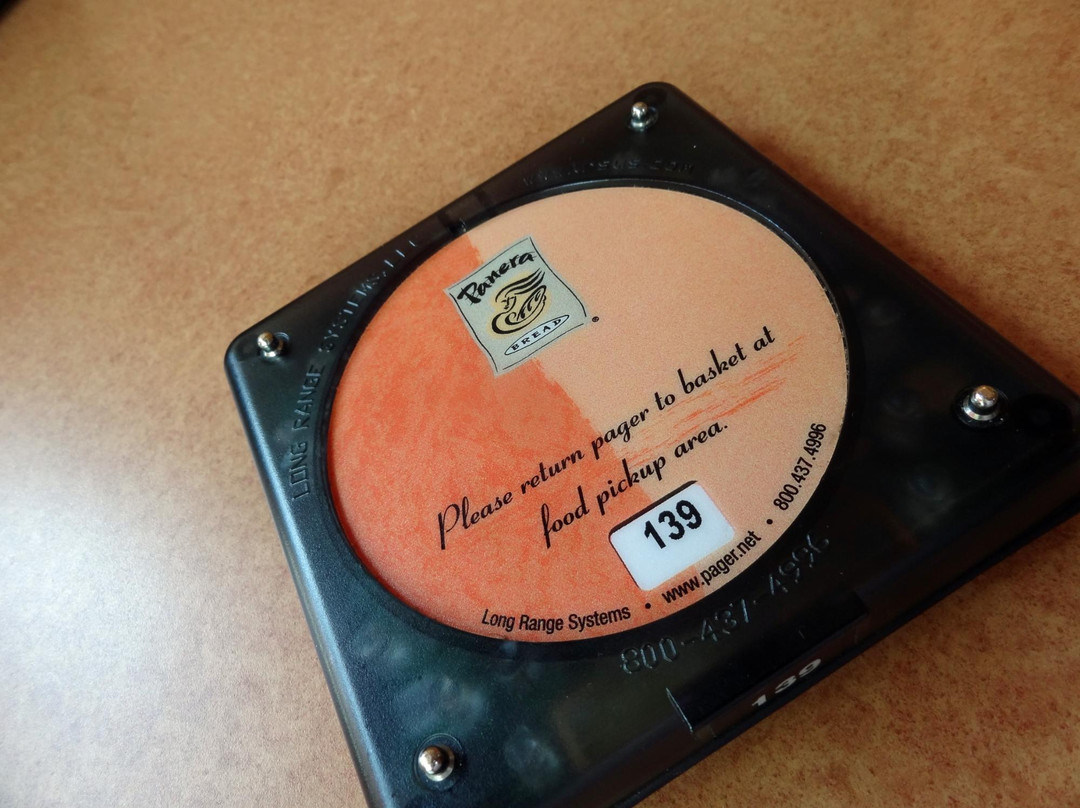 Panera
BREAD
Please return pager to basket at
food pickup area.
139
Long Range Systems • www.pager.net • 800.437.4996
LONG RANGE SYSTEMS, LLC
800-437-4996
139